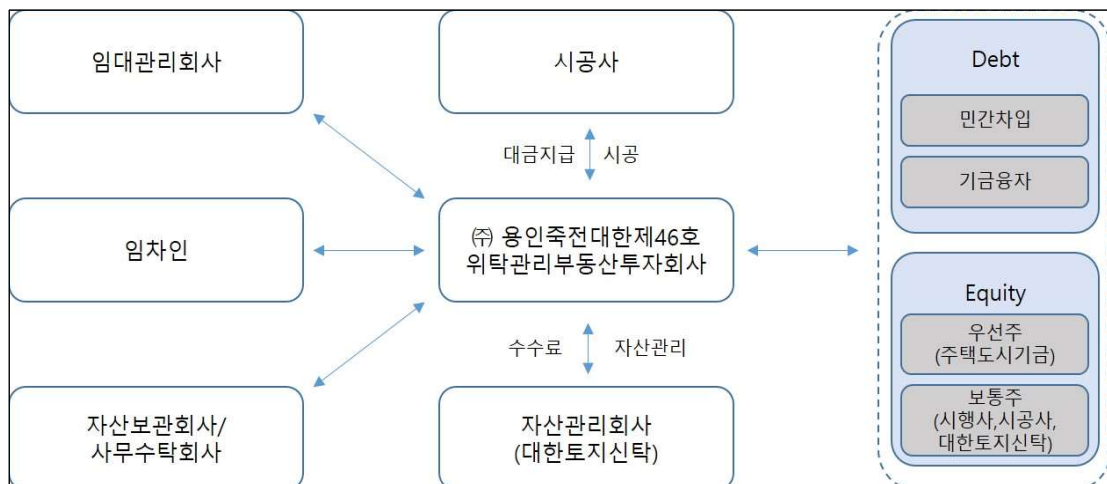 임대관리회사
시공사
대금지급
시공
임차인
㈜ 용인죽전대한제46호
위탁관리부동산투자회사
수수료
자산관리
자산보관회사/
사무수탁회사
자산관리회사
(대한토지신탁)
Debt
민간차입
기금융자
Equity
우선주
(주택도시기금)
보통주
(시행사,시공사,
대한토지신탁)